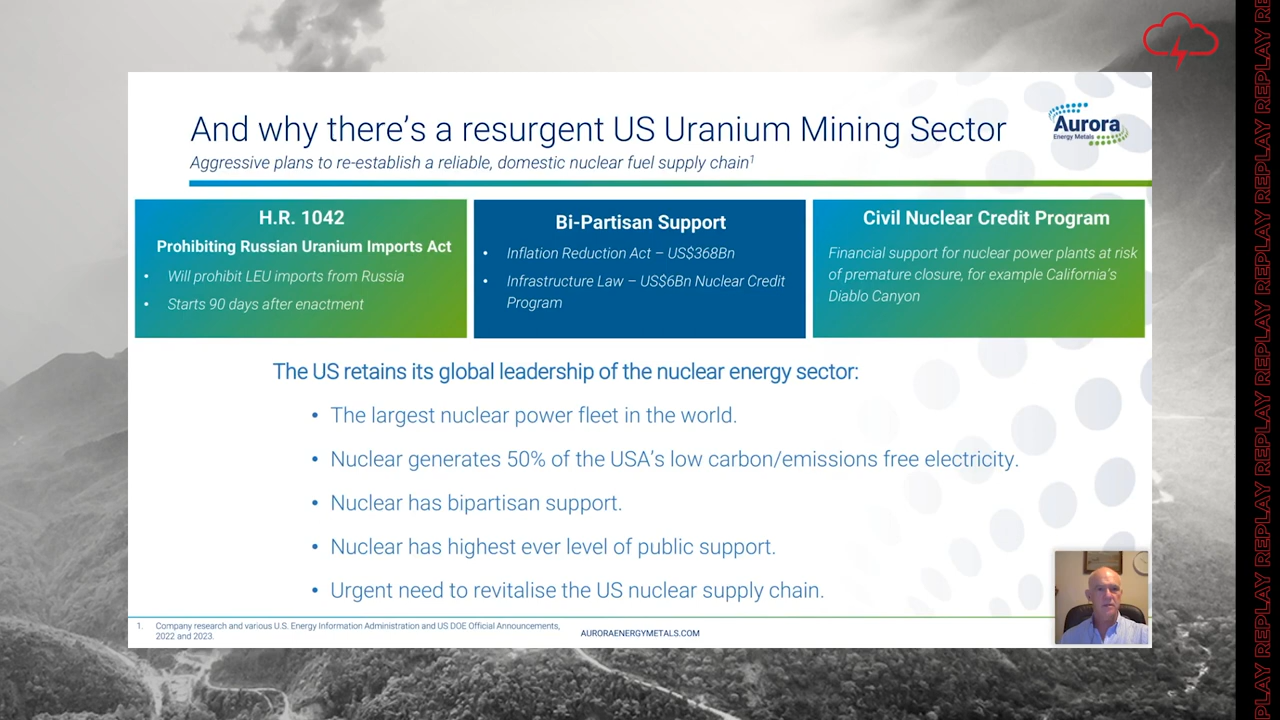 And why there's a resurgent US Uranium Mining Sector
Aggressive plans to re-establish a reliable, domestic nuclear fuel supply chain1
Aurora
Energy Metals
H.R. 1042
Prohibiting Russian Uranium Imports Act
• Will prohibit LEU imports from Russia
• Starts 90 days after enactment
Bi-Partisan Support
• Inflation Reduction Act – US$368Bn
• Infrastructure Law – US$6Bn Nuclear Credit
Program
Civil Nuclear Credit Program
Financial support for nuclear power plants at risk
of premature closure, for example California's
Diablo Canyon
The US retains its global leadership of the nuclear energy sector:
• The largest nuclear power fleet in the world.
• Nuclear generates 50% of the USA's low carbon/emissions free electricity.
• Nuclear has bipartisan support.
• Nuclear has highest ever level of public support.
• Urgent need to revitalise the US nuclear supply chain.
1. Company research and various U.S. Energy Information Administration and US DOE Official Announcements,
2022 and 2023.
AURORAENERGYMETALS.COM
PLAY REPLAY REPLAY REPLAY REPLAY REPLAY REPLAY REPLAY RE